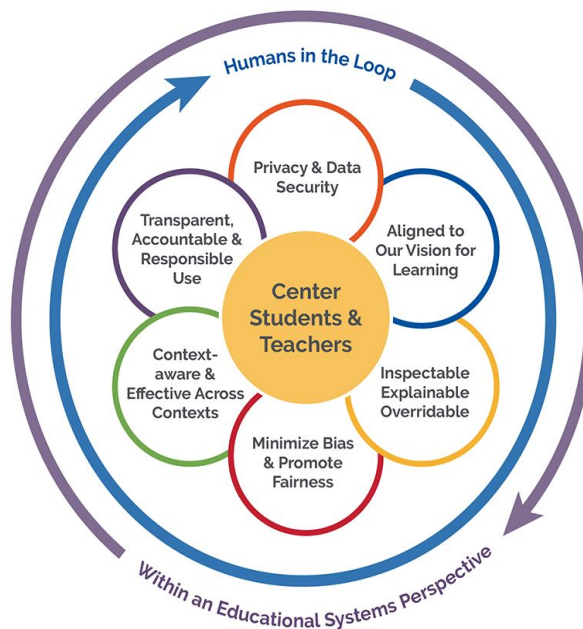 Humans in the Loop
Privacy & Data
Security
Transparent,
Accountable &
Responsible
Use
Aligned to
Our Vision for
Learning
Center
Students &
Teachers
Context-
aware &
Effective Across
Contexts
Inspectable
Explainable
Overridable
Minimize Bias
& Promote
Fairness
Within an Educational Systems Perspective